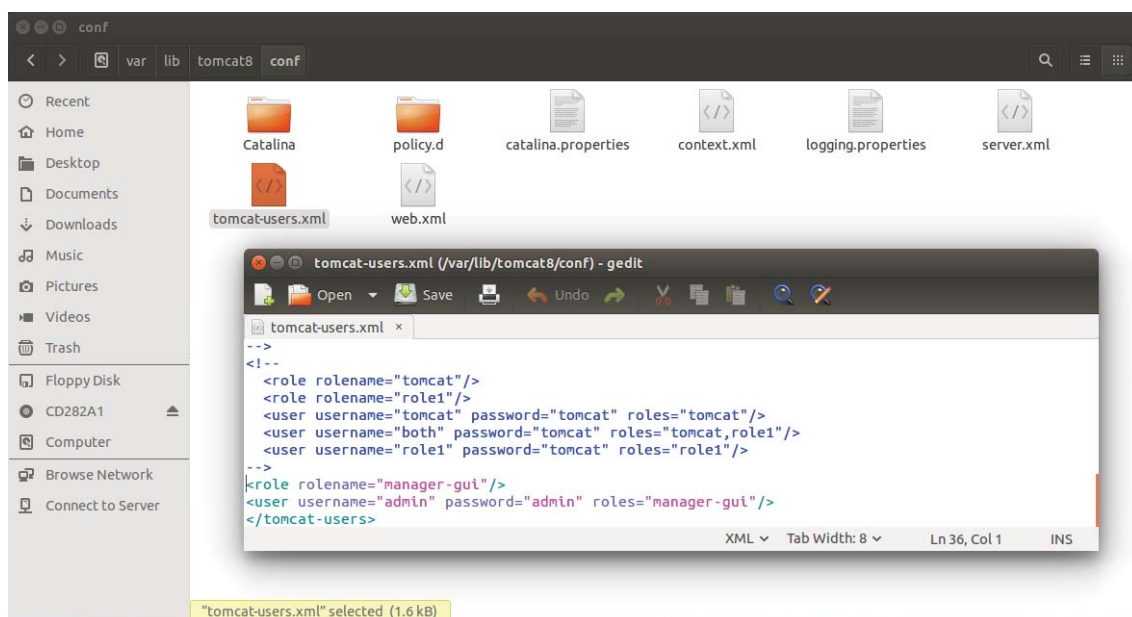 conf
var lib tomcat8 conf
Recent
Home
Desktop
Documents
Downloads
Music
Pictures
Videos
Trash
Floppy Disk
CD282A1
Computer
Browse Network
Connect to Server
Catalina policy.d catalina.properties context.xml logging.properties server.xml
tomcat-users.xml web.xml
tomcat-users.xml (/var/lib/tomcat8/conf) - gedit
Open Save Undo
tomcat-users.xml ×
-->
<!--
  <role rolename="tomcat"/>
  <role rolename="role1"/>
  <user username="tomcat" password="tomcat" roles="tomcat"/>
  <user username="both" password="tomcat" roles="tomcat,role1"/>
  <user username="role1" password="tomcat" roles="role1"/>
-->
<role rolename="manager-gui"/>
<user username="admin" password="admin" roles="manager-gui"/>
</tomcat-users>
XML Tab Width: 8 Ln 36, Col 1 INS
"tomcat-users.xml" selected (1.6 kB)